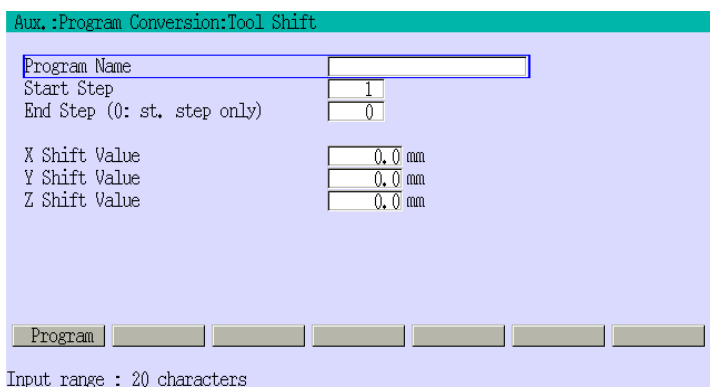 Aux.:Program Conversion:Tool Shift
Program Name
Start Step 1
End Step (0: st. step only) 0
X Shift Value 0.0 mm
Y Shift Value 0.0 mm
Z Shift Value 0.0 mm
Program
Input range : 20 characters